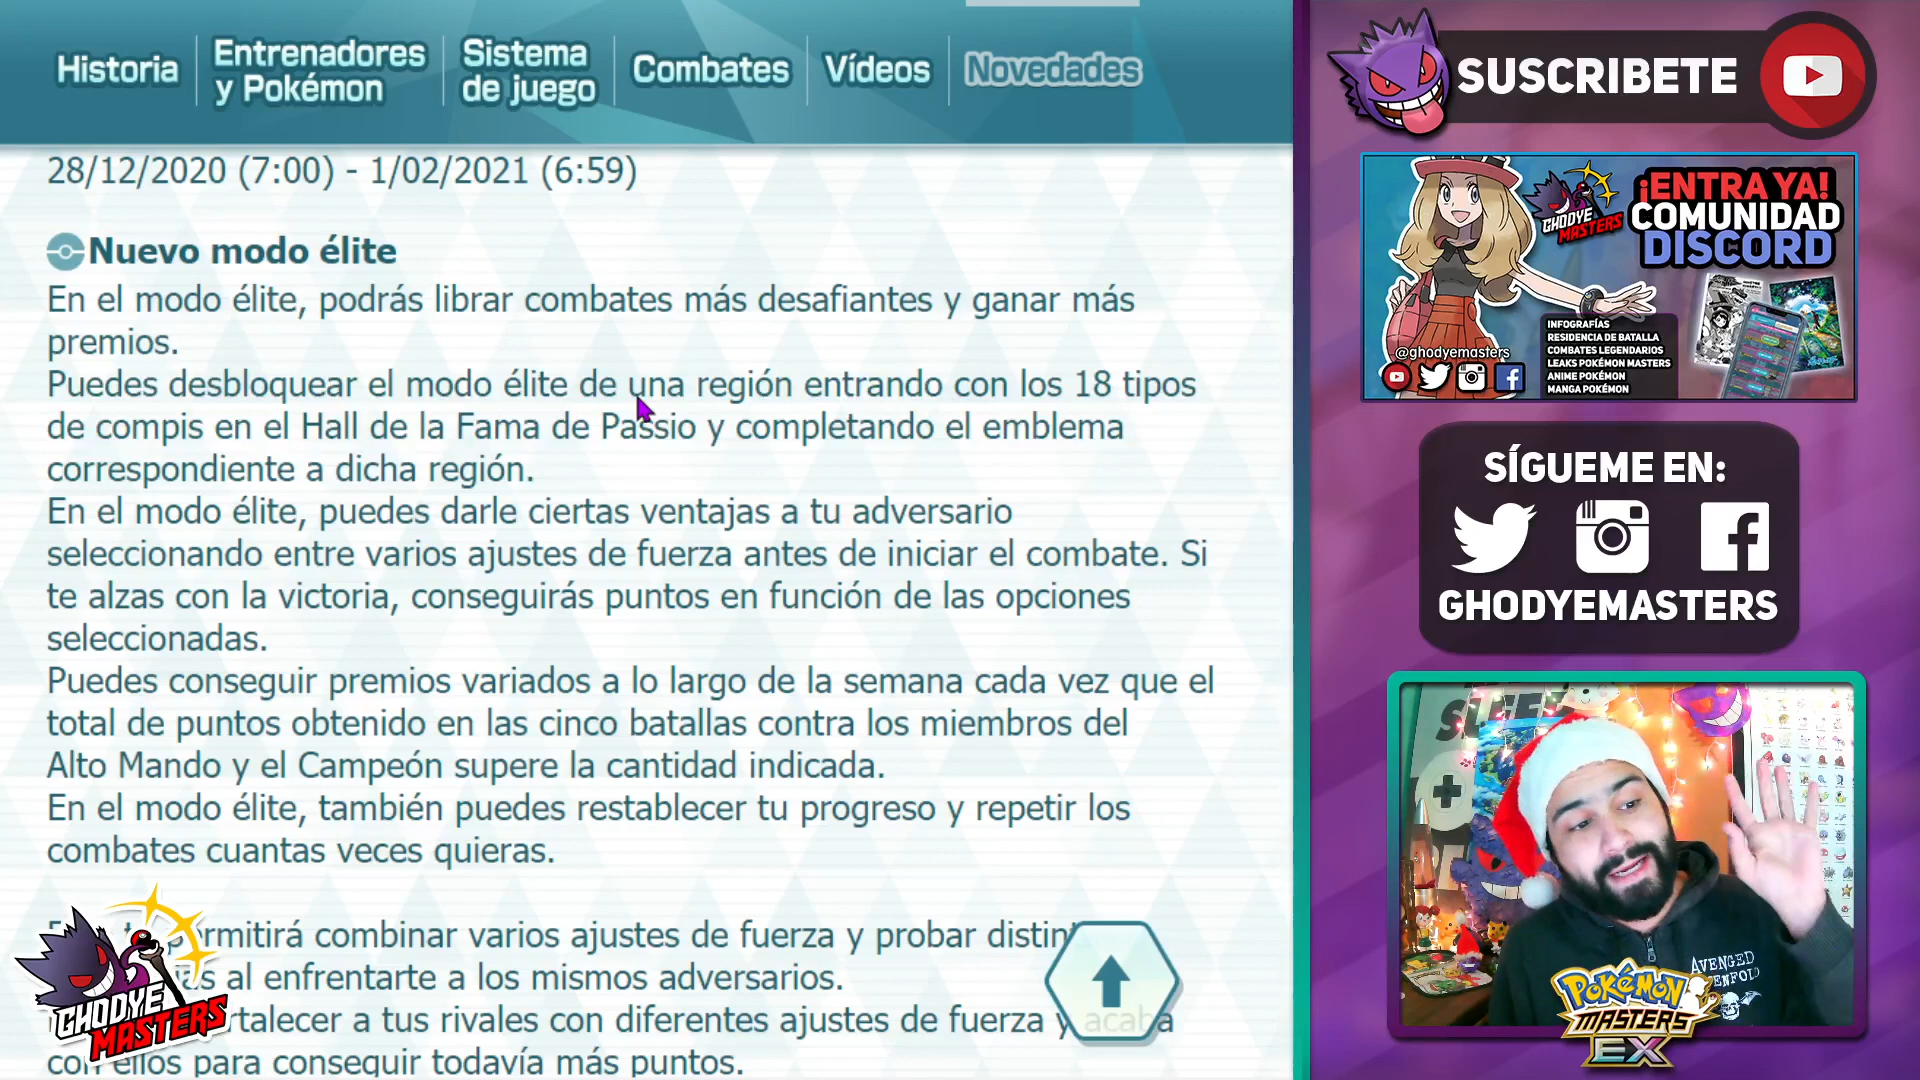 Historia
Entrenadores
y Pokémon
Sistema
de juego
Combates
Vídeos
Novedades
28/12/2020 (7:00) - 1/02/2021 (6:59)
Nuevo modo élite
En el modo élite, podrás librar combates más desafiantes y ganar más
premios.
Puedes desbloquear el modo élite de una región entrando con los 18 tipos
de compis en el Hall de la Fama de Passio y completando el emblema
correspondiente a dicha región.
En el modo élite, puedes darle ciertas ventajas a tu adversario
seleccionando entre varios ajustes de fuerza antes de iniciar el combate. Si
te alzas con la victoria, conseguirás puntos en función de las opciones
seleccionadas.
Puedes conseguir premios variados a lo largo de la semana cada vez que el
total de puntos obtenido en las cinco batallas contra los miembros del
Alto Mando y el Campeón supere la cantidad indicada.
En el modo élite, también puedes restablecer tu progreso y repetir los
combates cuantas veces quieras.
combinar varios ajustes de fuerza y probar
al enfrentarte a los mismos adversarios.
a tus rivales con diferentes ajustes de fuerza y acaba
con ellos para conseguir todavía más puntos.
GHODYE
MASTERS
SUSCRIBETE
GHODYE
MASTERS
¡ENTRA YA!
COMUNIDAD
DISCORD
@ghodyemasters
INFOGRAFÍAS
RESIDENCIA DE BATALLA
COMBATES LEGENDARIOS
LEAKS POKÉMON MASTERS
ANIME POKÉMON
MANGA POKÉMON
SÍGUEME EN:
GHODYEMASTERS
AVENGED
POKéMON
MASTERS
EX